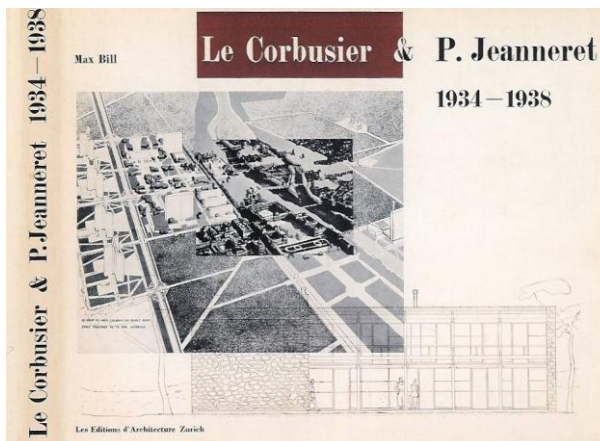 Le Corbusier & P. Jeanneret 1934—1938
Max Bill
Le Corbusier & P. Jeanneret
1934—1938
Les Editions d'Architecture Zurich